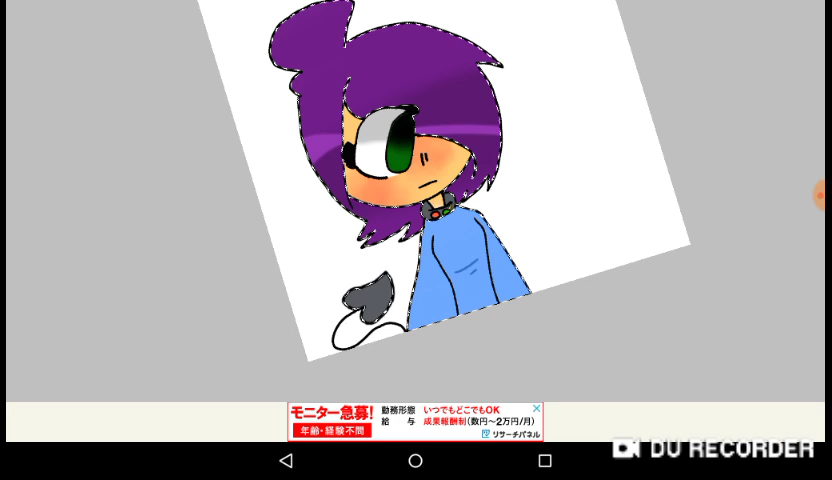 モニター急募!
年齢・経験不問
勤務形態 いつでもどこでもOK
給 与 成果報酬制(数円～2万円/月)
リサーチパネル
DU RECORDER